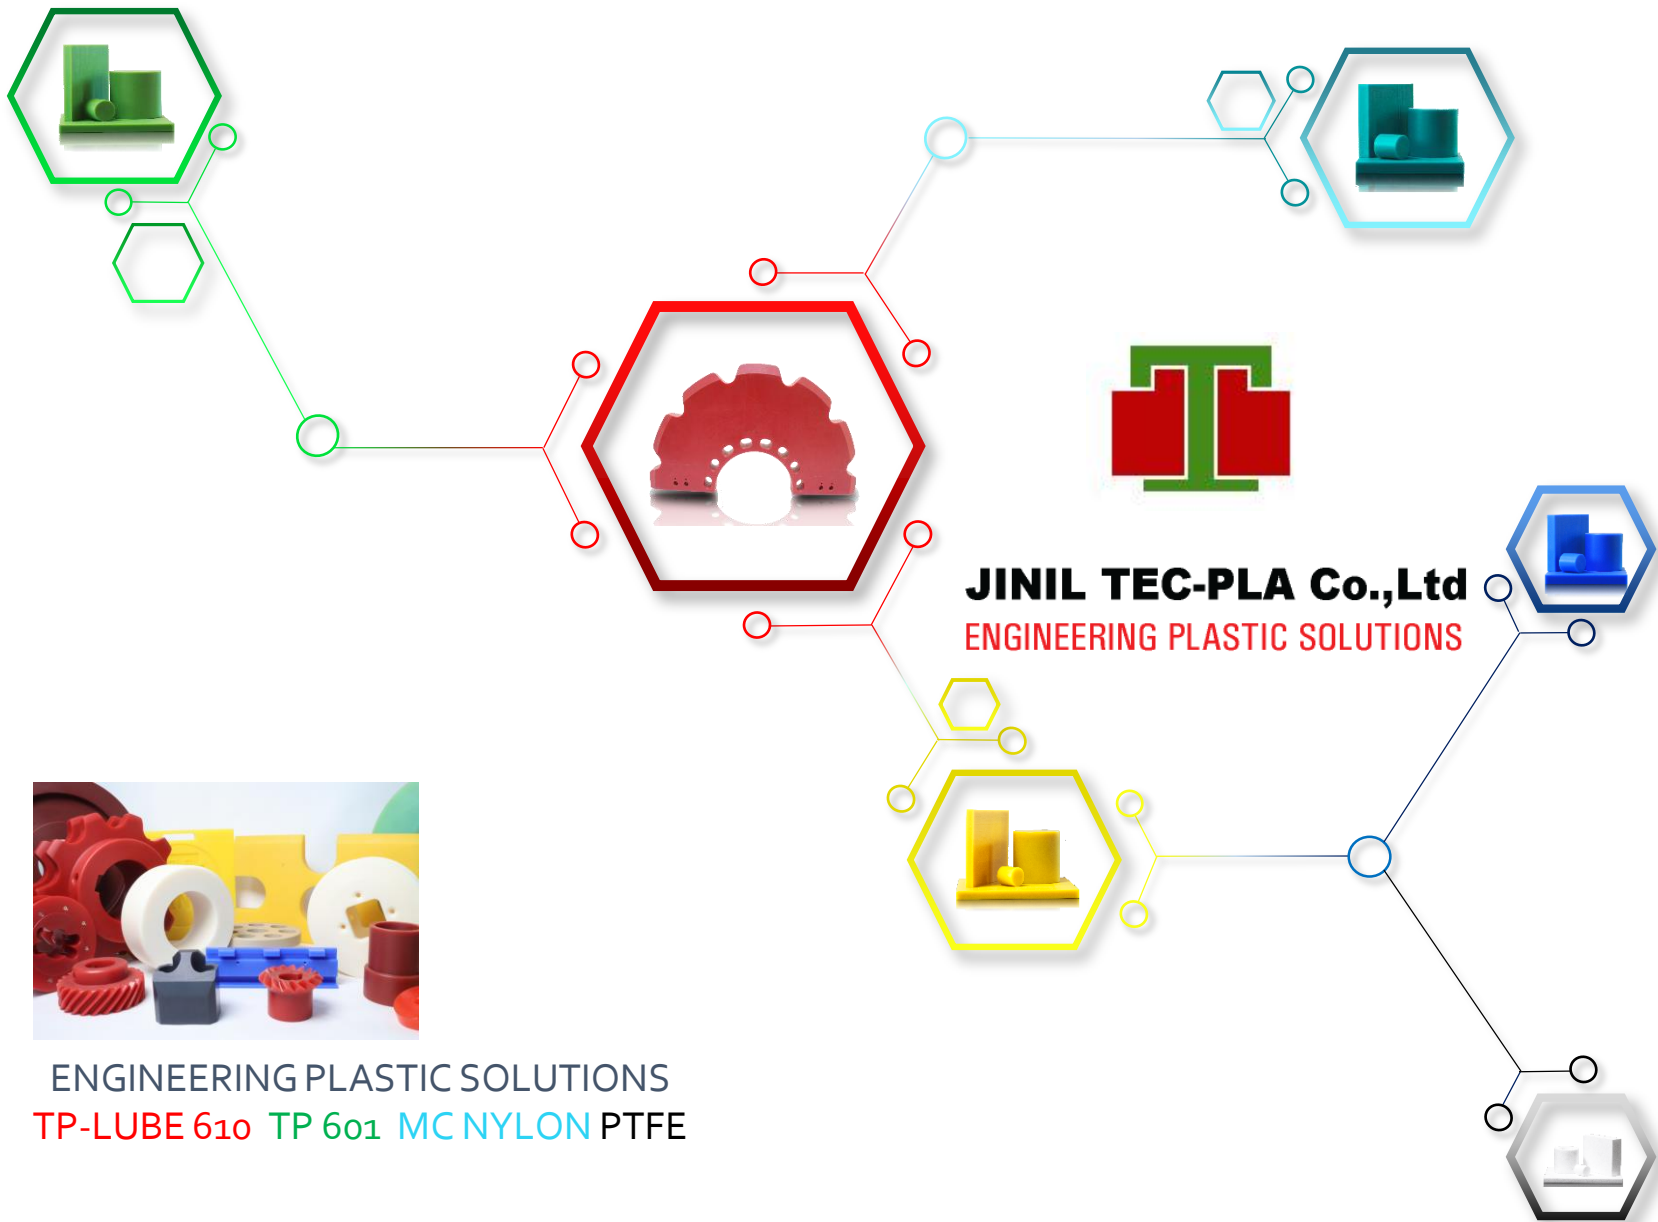 JINIL TEC-PLA Co.,Ltd
ENGINEERING PLASTIC SOLUTIONS
ENGINEERING PLASTIC SOLUTIONS
TP-LUBE 610 TP 601 MC NYLON PTFE